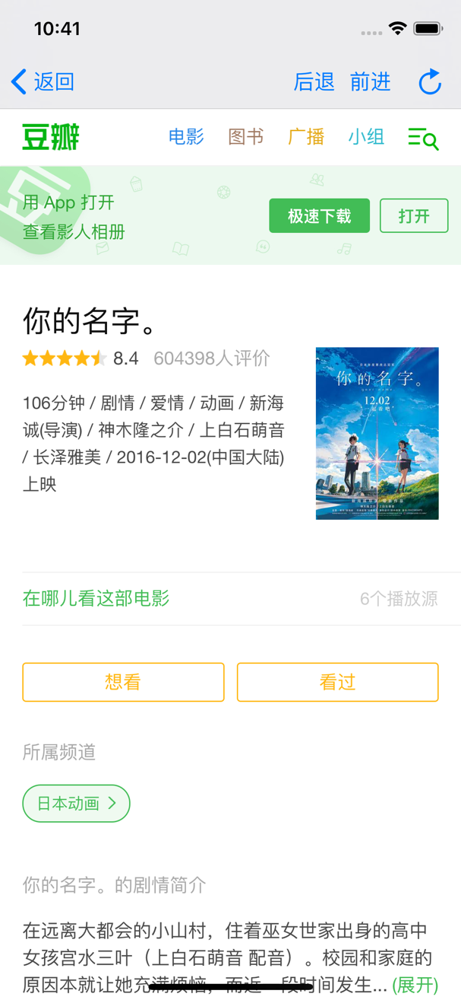 10:41
返回
后退 前进
豆瓣
电影 图书 广播 小组
用 App 打开
查看影人相册
极速下载
打开
你的名字。
8.4 604398人评价
106分钟 / 剧情 / 爱情 / 动画 / 新海
诚(导演) / 神木隆之介 / 上白石萌音
/ 长泽雅美 / 2016-12-02(中国大陆)
上映
你的名字。
12.02
在哪儿看这部电影
6个播放源
想看
看过
所属频道
日本动画
你的名字。的剧情简介
在远离大都会的小山村，住着巫女世家出身的高中
女孩宫水三叶（上白石萌音 配音）。校园和家庭的
原因本就让她充满烦恼，而近一段时间发生... (展开)